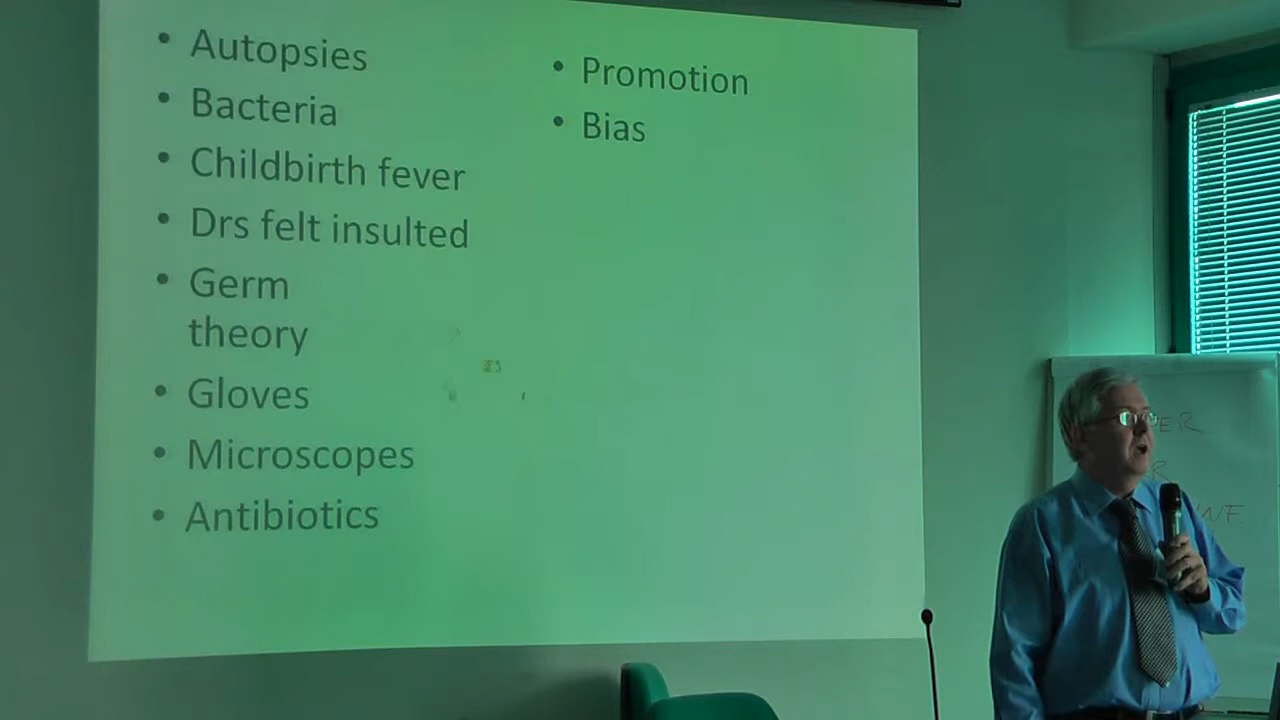 • Autopsies
• Bacteria
• Childbirth fever
• Drs felt insulted
• Germ
theory
• Gloves
• Microscopes
• Antibiotics
• Promotion
• Bias